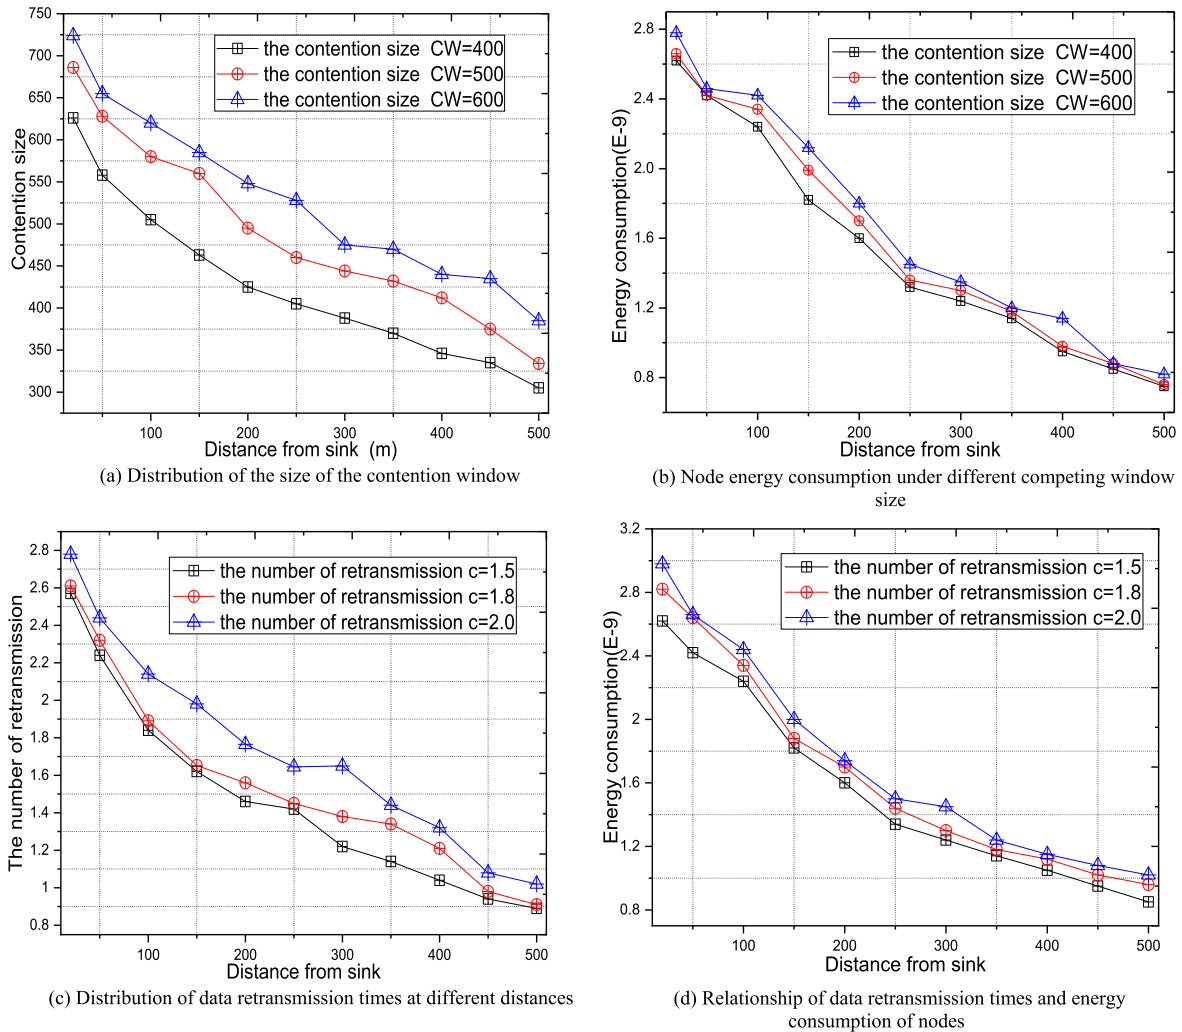 750
700
650
600
550
500
450
400
350
300
Contention size
the contention size CW=400
the contention size CW=500
the contention size CW=600
100
200
300
400
500
Distance from sink (m)
(a) Distribution of the size of the contention window
2.8
2.4
2.0
1.6
1.2
0.8
Energy consumption(E-9)
the contention size CW=400
the contention size CW=500
the contention size CW=600
100
200
300
400
500
Distance from sink
(b) Node energy consumption under different competing window
size
2.8
2.6
2.4
2.2
2
1.8
1.6
1.4
1.2
1
0.8
The number of retransmission
the number of retransmission c=1.5
the number of retransmission c=1.8
the number of retransmission c=2.0
100
200
300
400
500
Distance from sink
(c) Distribution of data retransmission times at different distances
3.2
2.8
2.4
2
1.6
1.2
0.8
Energy consumption(E-9)
the number of retransmission c=1.5
the number of retransmission c=1.8
the number of retransmission c=2.0
100
200
300
400
500
Distance from sink
(d) Relationship of data retransmission times and energy
consumption of nodes